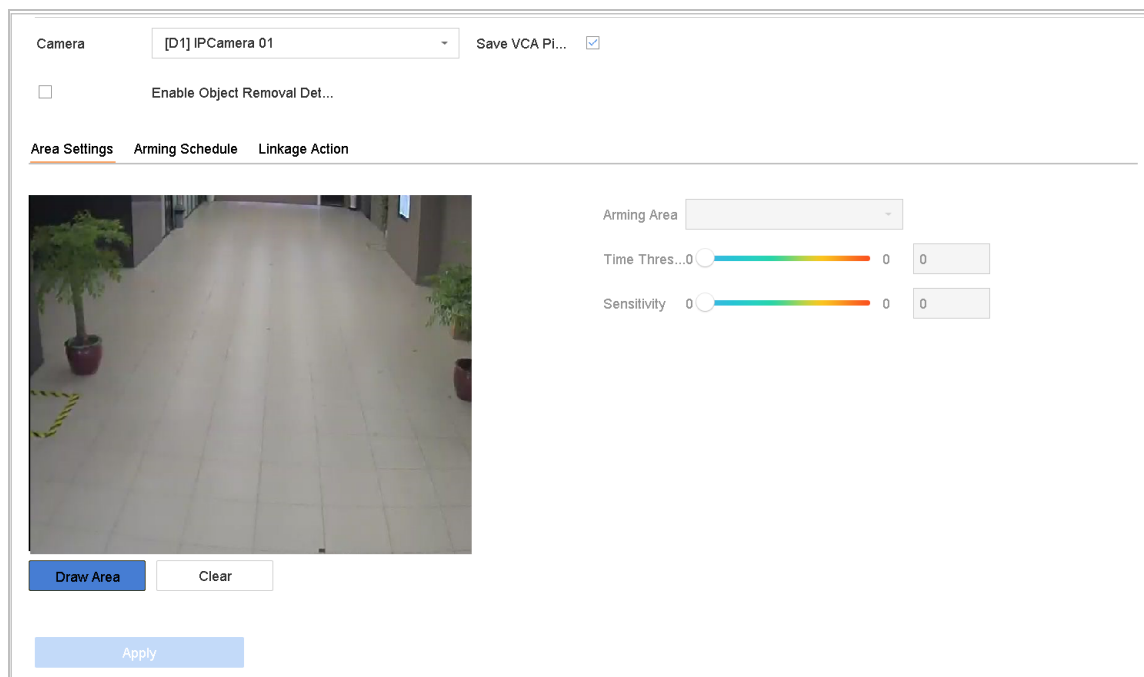 Camera [D1] IPCamera 01 Save VCA Pi...
Enable Object Removal Det...
Area Settings Arming Schedule Linkage Action
Arming Area
Time Thres...0 0 0
Sensitivity 0 0 0
Draw Area Clear
Apply